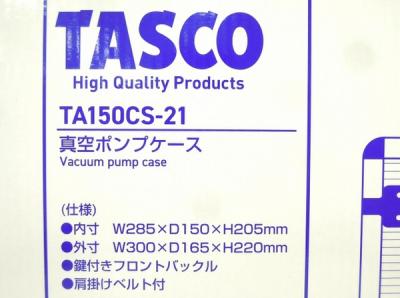 TASCO
High Quality Products
TA150CS-21
真空ポンプケース
Vacuum pump case
(仕様)
●内寸 W285×D150×H205mm
●外寸 W300×D165×H220mm
●鍵付きフロントバックル
●肩掛けベルト付